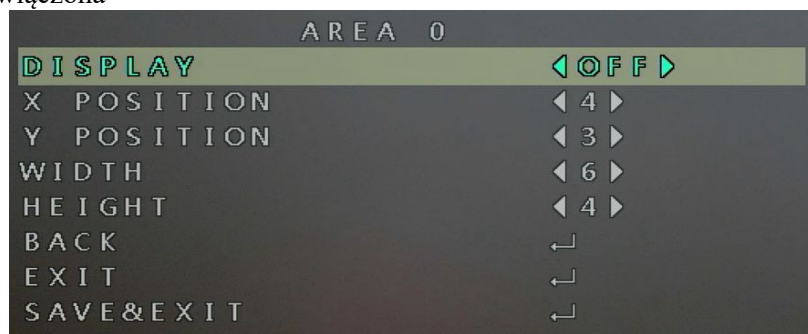 AREA 0
DISPLAY ◀OFF▶
X POSITION ◀4▶
Y POSITION ◀3▶
WIDTH ◀6▶
HEIGHT ◀4▶
BACK ↵
EXIT ↵
SAVE&EXIT ↵